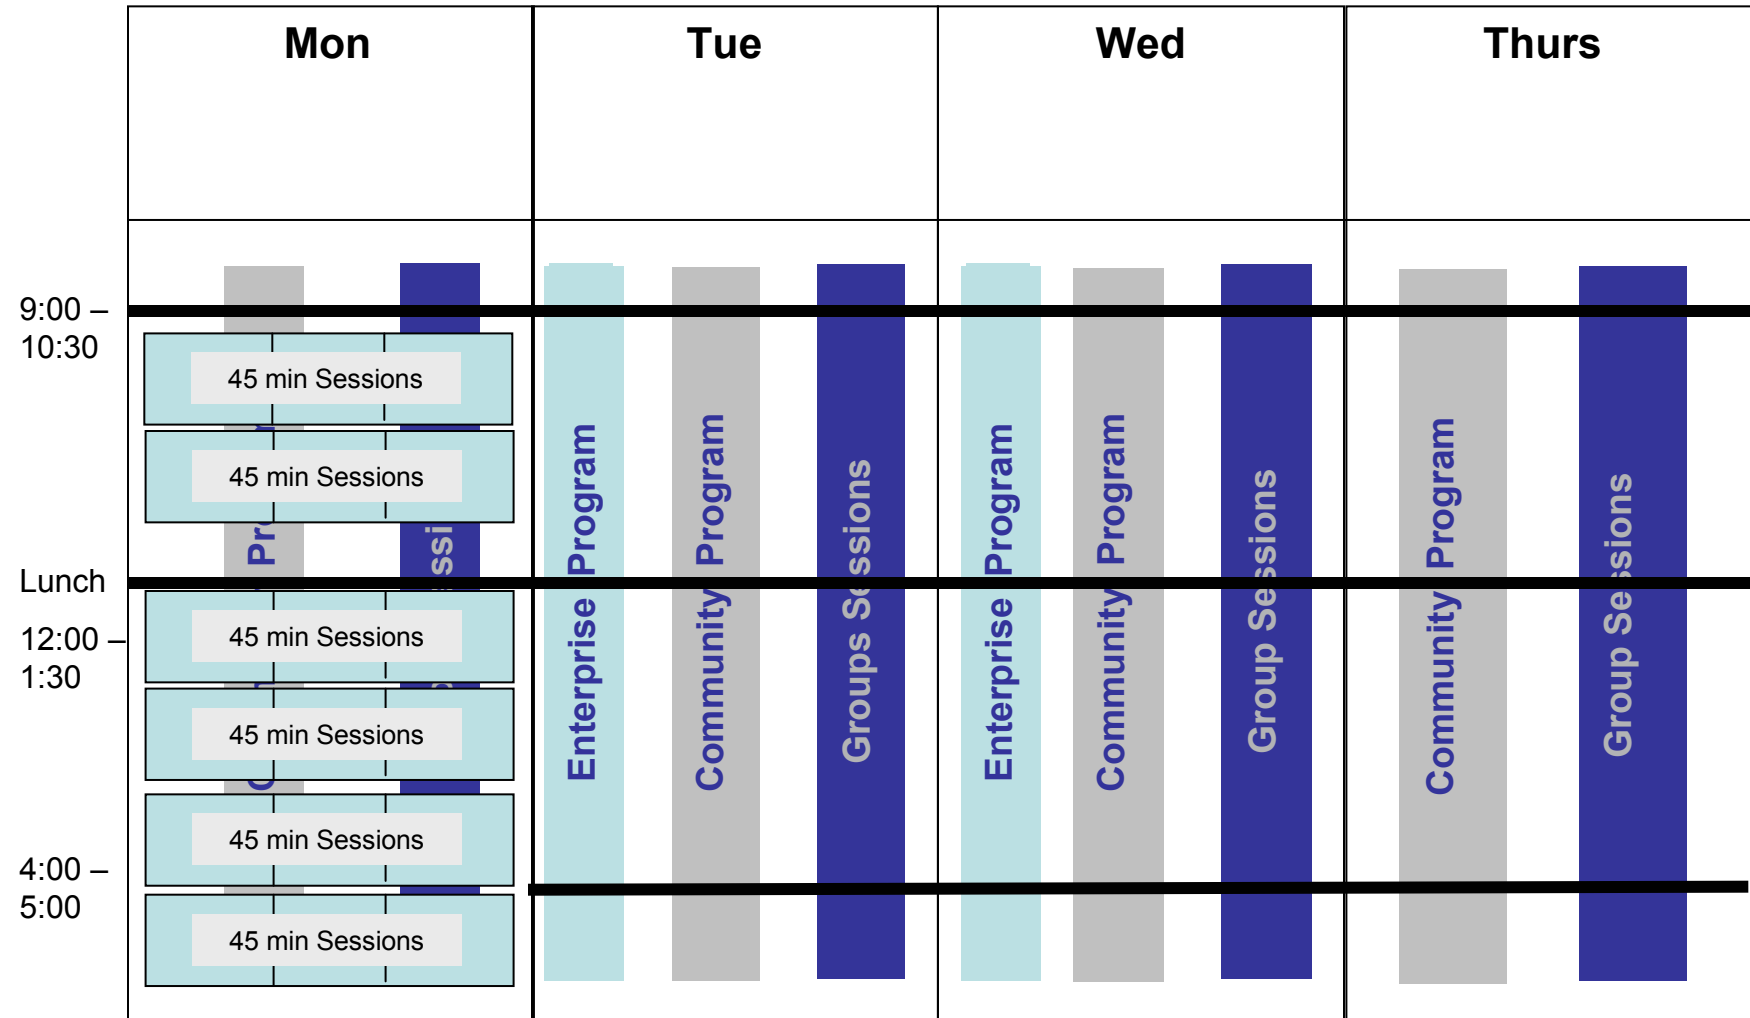 Mon
Tue
Wed
Thurs
9:00 –
10:30
45 min Sessions
45 min Sessions
Lunch
12:00 –
1:30
45 min Sessions
45 min Sessions
45 min Sessions
4:00 –
5:00
45 min Sessions
Enterprise Program
Community Program
Groups Sessions
Enterprise Program
Community Program
Group Sessions
Community Program
Group Sessions